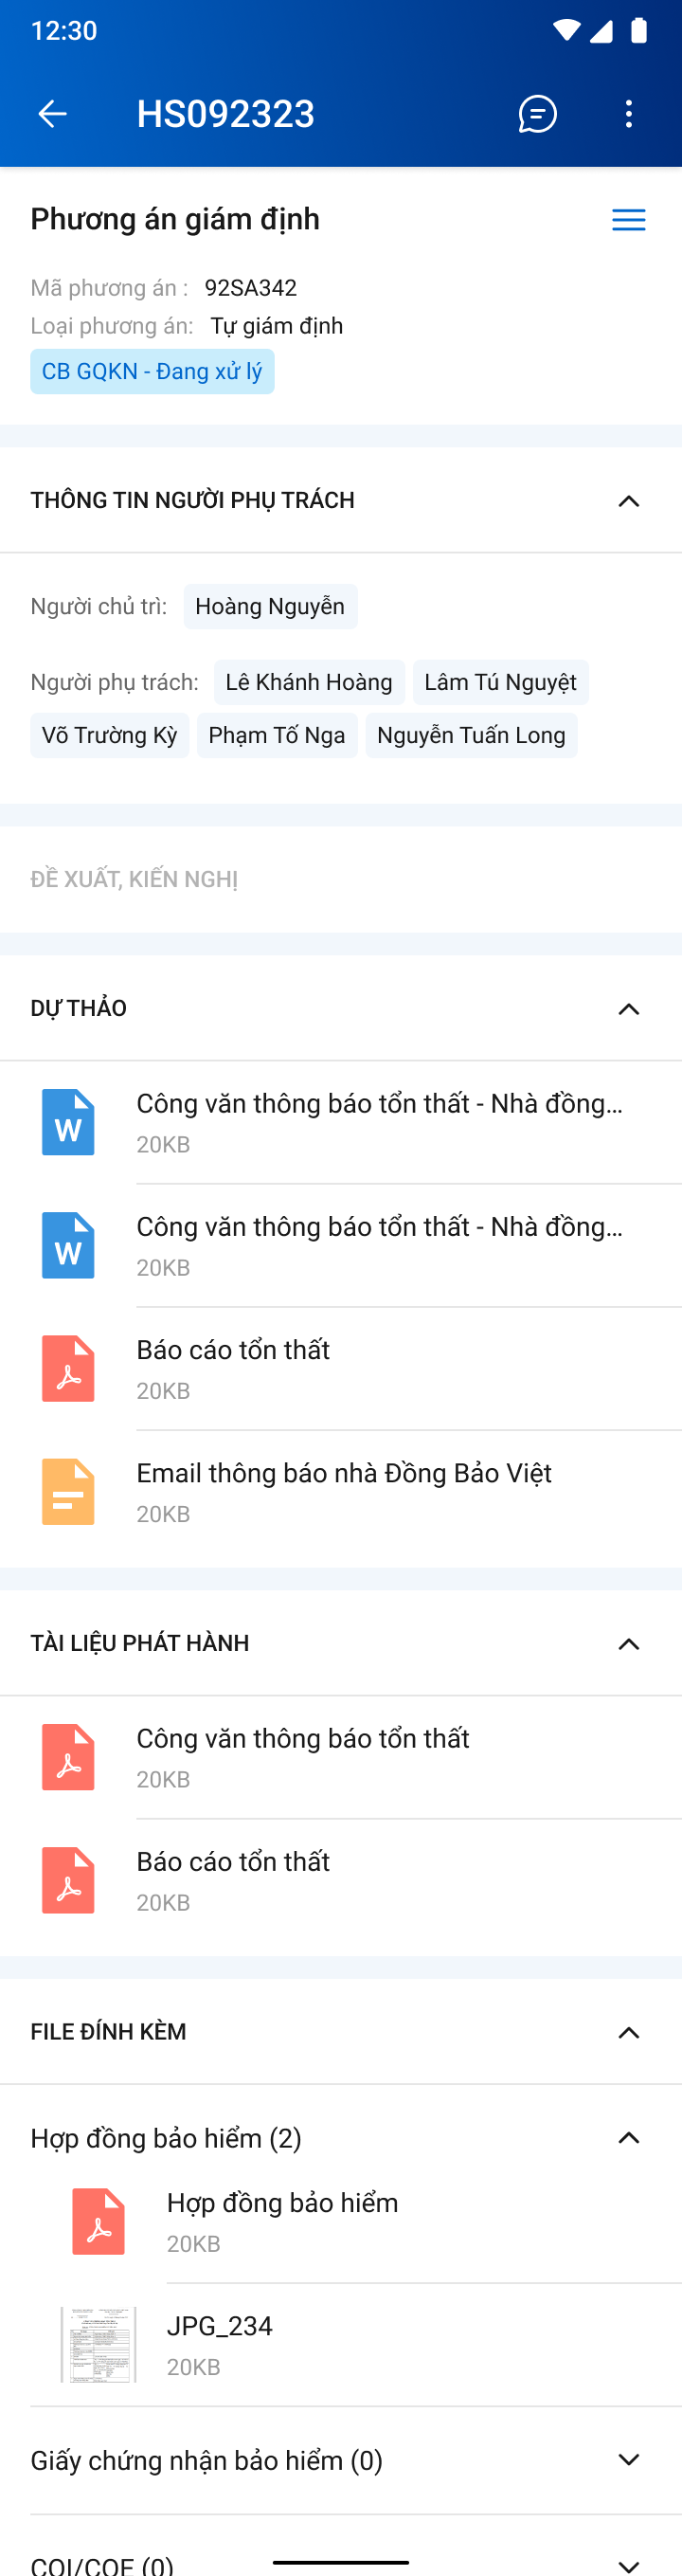 12:30
HS092323
Phương án giám định
Mã phương án : 92SA342
Loại phương án: Tự giám định
CB GQKN - Đang xử lý
THÔNG TIN NGƯỜI PHỤ TRÁCH
Người chủ trì: Hoàng Nguyễn
Người phụ trách: Lê Khánh Hoàng Lâm Tú Nguyệt
Võ Trường Kỳ Phạm Tố Nga Nguyễn Tuấn Long
ĐỀ XUẤT, KIẾN NGHỊ
DỰ THẢO
W
Công văn thông báo tổn thất - Nhà đồng...
20KB
W
Công văn thông báo tổn thất - Nhà đồng...
20KB
Báo cáo tổn thất
20KB
Email thông báo nhà Đồng Bảo Việt
20KB
TÀI LIỆU PHÁT HÀNH
Công văn thông báo tổn thất
20KB
Báo cáo tổn thất
20KB
FILE ĐÍNH KÈM
Hợp đồng bảo hiểm (2)
Hợp đồng bảo hiểm
20KB
JPG_234
20KB
Giấy chứng nhận bảo hiểm (0)
COI/COE (0)